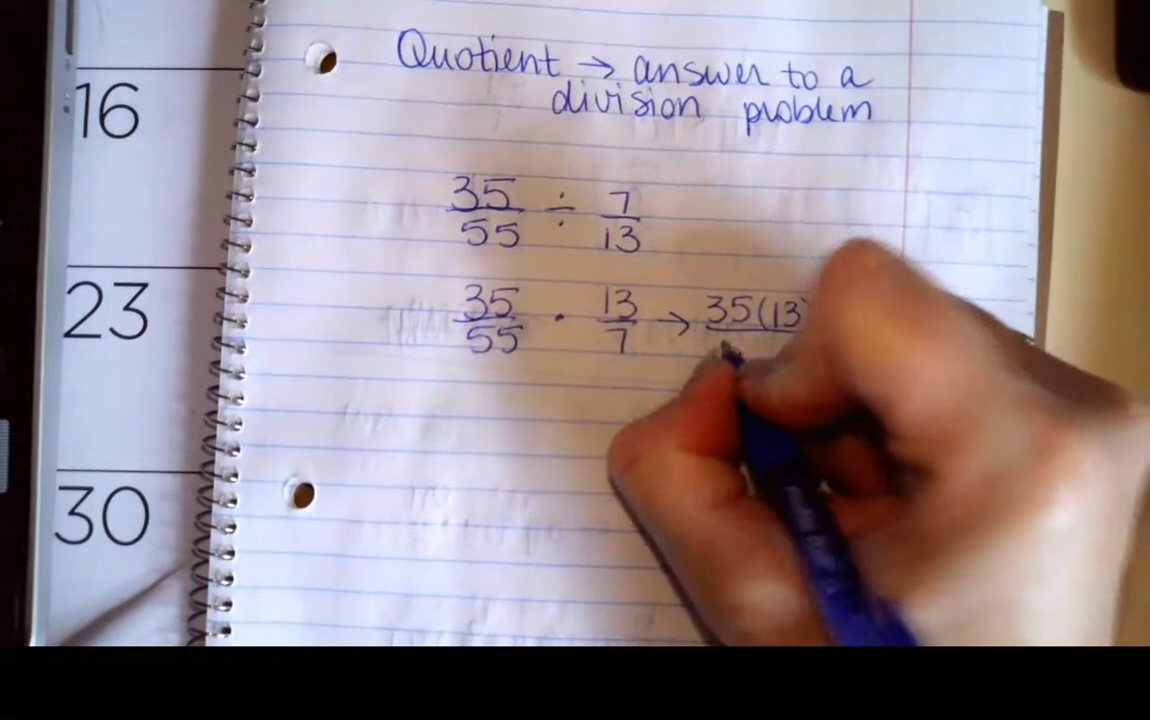 16
23
30
Quotient → answer to a
division problem
35/55 ÷ 7/13
35/55 · 13/7 → 35(13)